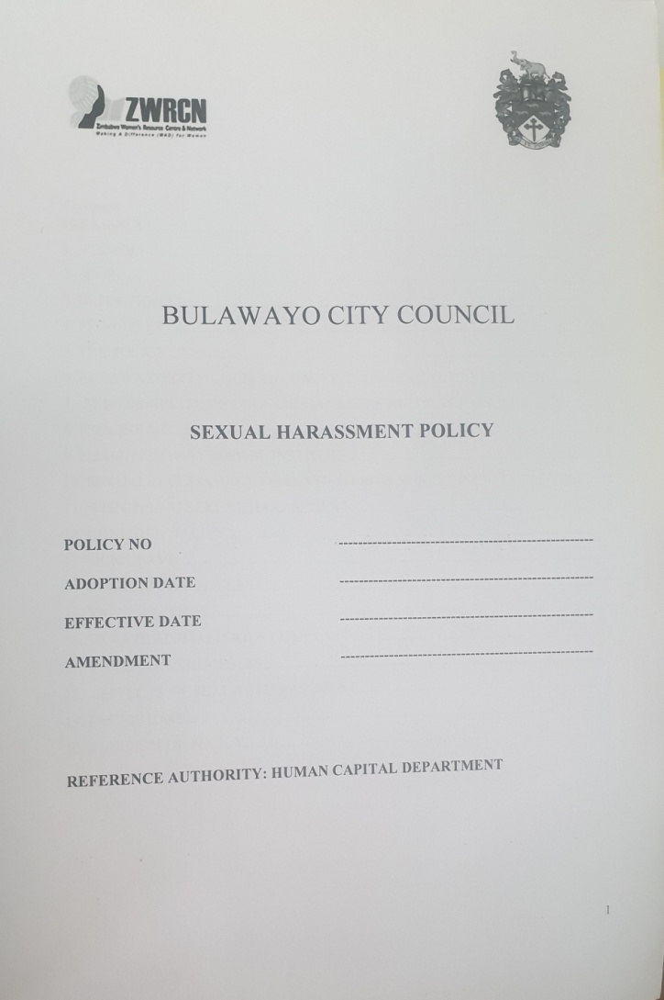 ZWRCN
Zimbabwe Women's Resource Centre & Network
Making A Difference (MAD) for Women
BULAWAYO CITY COUNCIL
SEXUAL HARASSMENT POLICY
POLICY NO ------------------------------------------------------
ADOPTION DATE ------------------------------------------------------
EFFECTIVE DATE ------------------------------------------------------
AMENDMENT ------------------------------------------------------
REFERENCE AUTHORITY: HUMAN CAPITAL DEPARTMENT
1